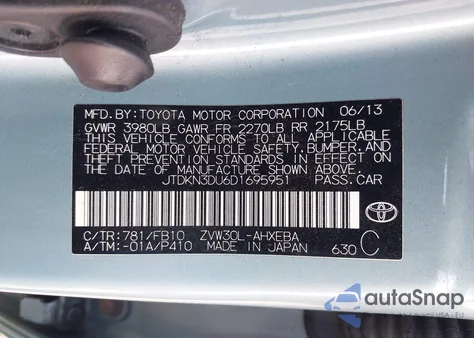 MFD. BY: TOYOTA MOTOR CORPORATION 06/13
GVWR 3980LB GAWR FR 2270LB RR 2175LB
THIS VEHICLE CONFORMS TO ALL APPLICABLE
FEDERAL MOTOR VEHICLE SAFETY, BUMPER, AND
THEFT PREVENTION STANDARDS IN EFFECT ON THE
DATE OF MANUFACTURE SHOWN ABOVE.
JTDKN3DU6D1695951 PASS. CAR
TOYOTA
C/TR: 781/FB10 ZVW30L-AHXEBA
A/TM: -01A/P410 MADE IN JAPAN 630 C
autoSnap